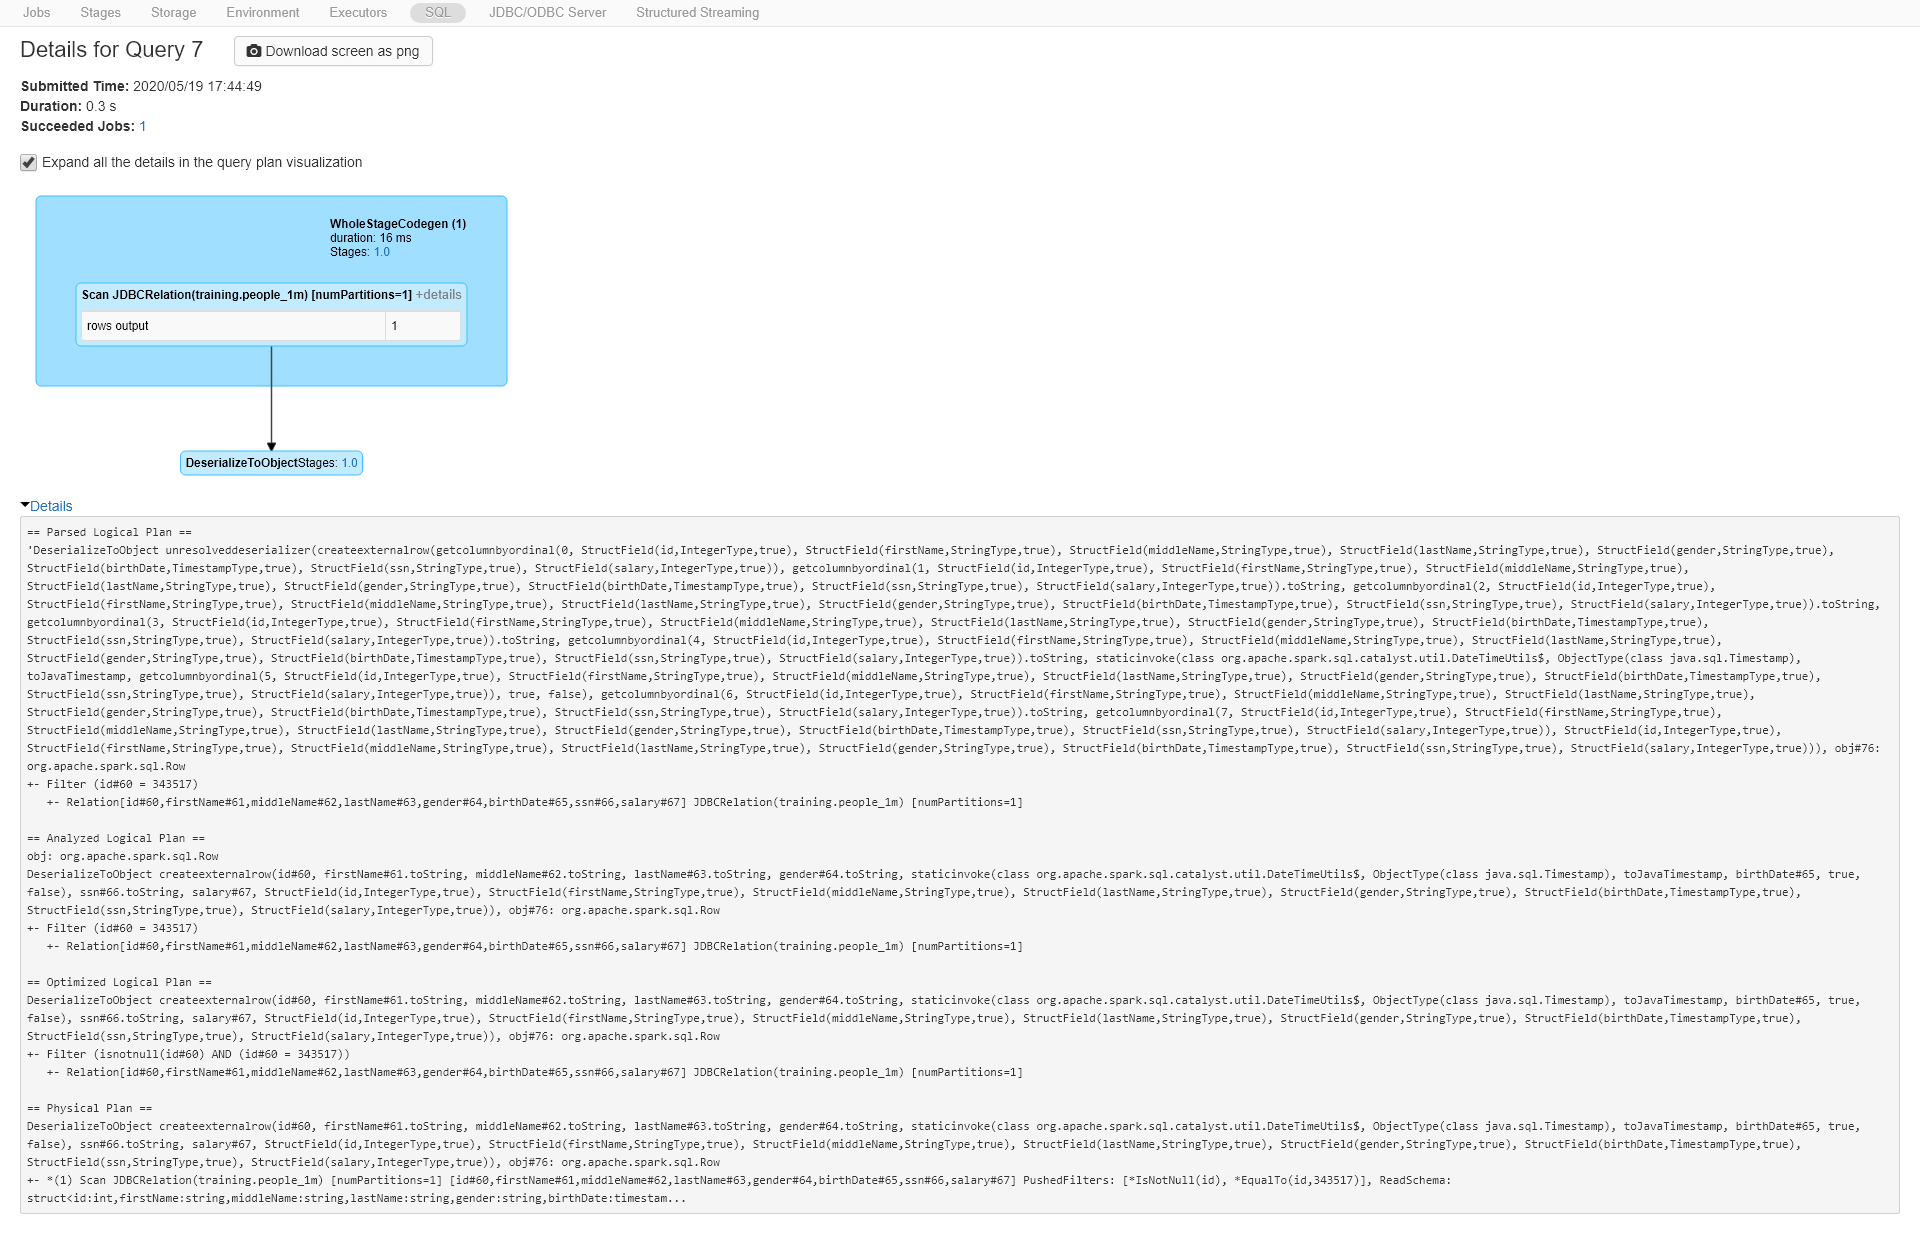 Jobs Stages Storage Environment Executors SQL JDBC/ODBC Server Structured Streaming
Details for Query 7 Download screen as png
Submitted Time: 2020/05/19 17:44:49
Duration: 0.3 s
Succeeded Jobs: 1
Expand all the details in the query plan visualization
WholeStageCodegen (1)
duration: 16 ms
Stages: 1.0
Scan JDBCRelation(training.people_1m) [numPartitions=1] +details
rows output 1
DeserializeToObjectStages: 1.0
Details
== Parsed Logical Plan ==
'DeserializeToObject unresolveddeserializer(createexternalrow(getcolumnbyordinal(0, StructField(id,IntegerType,true), StructField(firstName,StringType,true), StructField(middleName,StringType,true), StructField(lastName,StringType,true), StructField(gender,StringType,true),
StructField(birthDate,TimestampType,true), StructField(ssn,StringType,true), StructField(salary,IntegerType,true)), getcolumnbyordinal(1, StructField(id,IntegerType,true), StructField(firstName,StringType,true), StructField(middleName,StringType,true),
StructField(lastName,StringType,true), StructField(gender,StringType,true), StructField(birthDate,TimestampType,true), StructField(ssn,StringType,true), StructField(salary,IntegerType,true)).toString, getcolumnbyordinal(2, StructField(id,IntegerType,true),
StructField(firstName,StringType,true), StructField(middleName,StringType,true), StructField(lastName,StringType,true), StructField(gender,StringType,true), StructField(birthDate,TimestampType,true), StructField(ssn,StringType,true), StructField(salary,IntegerType,true)).toString,
getcolumnbyordinal(3, StructField(id,IntegerType,true), StructField(firstName,StringType,true), StructField(middleName,StringType,true), StructField(lastName,StringType,true), StructField(gender,StringType,true), StructField(birthDate,TimestampType,true),
StructField(ssn,StringType,true), StructField(salary,IntegerType,true)).toString, getcolumnbyordinal(4, StructField(id,IntegerType,true), StructField(firstName,StringType,true), StructField(middleName,StringType,true), StructField(lastName,StringType,true),
StructField(gender,StringType,true), StructField(birthDate,TimestampType,true), StructField(ssn,StringType,true), StructField(salary,IntegerType,true)).toString, staticinvoke(class org.apache.spark.sql.catalyst.util.DateTimeUtils$, ObjectType(class java.sql.Timestamp),
toJavaTimestamp, getcolumnbyordinal(5, StructField(id,IntegerType,true), StructField(firstName,StringType,true), StructField(middleName,StringType,true), StructField(lastName,StringType,true), StructField(gender,StringType,true), StructField(birthDate,TimestampType,true),
StructField(ssn,StringType,true), StructField(salary,IntegerType,true)), true, false), getcolumnbyordinal(6, StructField(id,IntegerType,true), StructField(firstName,StringType,true), StructField(middleName,StringType,true), StructField(lastName,StringType,true),
StructField(gender,StringType,true), StructField(birthDate,TimestampType,true), StructField(ssn,StringType,true), StructField(salary,IntegerType,true)).toString, getcolumnbyordinal(7, StructField(id,IntegerType,true), StructField(firstName,StringType,true),
StructField(middleName,StringType,true), StructField(lastName,StringType,true), StructField(gender,StringType,true), StructField(birthDate,TimestampType,true), StructField(ssn,StringType,true), StructField(salary,IntegerType,true)), StructField(id,IntegerType,true),
StructField(firstName,StringType,true), StructField(middleName,StringType,true), StructField(lastName,StringType,true), StructField(gender,StringType,true), StructField(birthDate,TimestampType,true), StructField(ssn,StringType,true), StructField(salary,IntegerType,true))), obj#76:
org.apache.spark.sql.Row
+- Filter (id#60 = 343517)
   +- Relation[id#60,firstName#61,middleName#62,lastName#63,gender#64,birthDate#65,ssn#66,salary#67] JDBCRelation(training.people_1m) [numPartitions=1]
== Analyzed Logical Plan ==
obj: org.apache.spark.sql.Row
DeserializeToObject createexternalrow(id#60, firstName#61.toString, middleName#62.toString, lastName#63.toString, gender#64.toString, staticinvoke(class org.apache.spark.sql.catalyst.util.DateTimeUtils$, ObjectType(class java.sql.Timestamp), toJavaTimestamp, birthDate#65, true,
false), ssn#66.toString, salary#67, StructField(id,IntegerType,true), StructField(firstName,StringType,true), StructField(middleName,StringType,true), StructField(lastName,StringType,true), StructField(gender,StringType,true), StructField(birthDate,TimestampType,true),
StructField(ssn,StringType,true), StructField(salary,IntegerType,true)), obj#76: org.apache.spark.sql.Row
+- Filter (id#60 = 343517)
   +- Relation[id#60,firstName#61,middleName#62,lastName#63,gender#64,birthDate#65,ssn#66,salary#67] JDBCRelation(training.people_1m) [numPartitions=1]
== Optimized Logical Plan ==
DeserializeToObject createexternalrow(id#60, firstName#61.toString, middleName#62.toString, lastName#63.toString, gender#64.toString, staticinvoke(class org.apache.spark.sql.catalyst.util.DateTimeUtils$, ObjectType(class java.sql.Timestamp), toJavaTimestamp, birthDate#65, true,
false), ssn#66.toString, salary#67, StructField(id,IntegerType,true), StructField(firstName,StringType,true), StructField(middleName,StringType,true), StructField(lastName,StringType,true), StructField(gender,StringType,true), StructField(birthDate,TimestampType,true),
StructField(ssn,StringType,true), StructField(salary,IntegerType,true)), obj#76: org.apache.spark.sql.Row
+- Filter (isnotnull(id#60) AND (id#60 = 343517))
   +- Relation[id#60,firstName#61,middleName#62,lastName#63,gender#64,birthDate#65,ssn#66,salary#67] JDBCRelation(training.people_1m) [numPartitions=1]
== Physical Plan ==
DeserializeToObject createexternalrow(id#60, firstName#61.toString, middleName#62.toString, lastName#63.toString, gender#64.toString, staticinvoke(class org.apache.spark.sql.catalyst.util.DateTimeUtils$, ObjectType(class java.sql.Timestamp), toJavaTimestamp, birthDate#65, true,
false), ssn#66.toString, salary#67, StructField(id,IntegerType,true), StructField(firstName,StringType,true), StructField(middleName,StringType,true), StructField(lastName,StringType,true), StructField(gender,StringType,true), StructField(birthDate,TimestampType,true),
StructField(ssn,StringType,true), StructField(salary,IntegerType,true)), obj#76: org.apache.spark.sql.Row
+- *(1) Scan JDBCRelation(training.people_1m) [numPartitions=1] [id#60,firstName#61,middleName#62,lastName#63,gender#64,birthDate#65,ssn#66,salary#67] PushedFilters: [*IsNotNull(id), *EqualTo(id,343517)], ReadSchema:
struct<id:int,firstName:string,middleName:string,lastName:string,gender:string,birthDate:timestam...